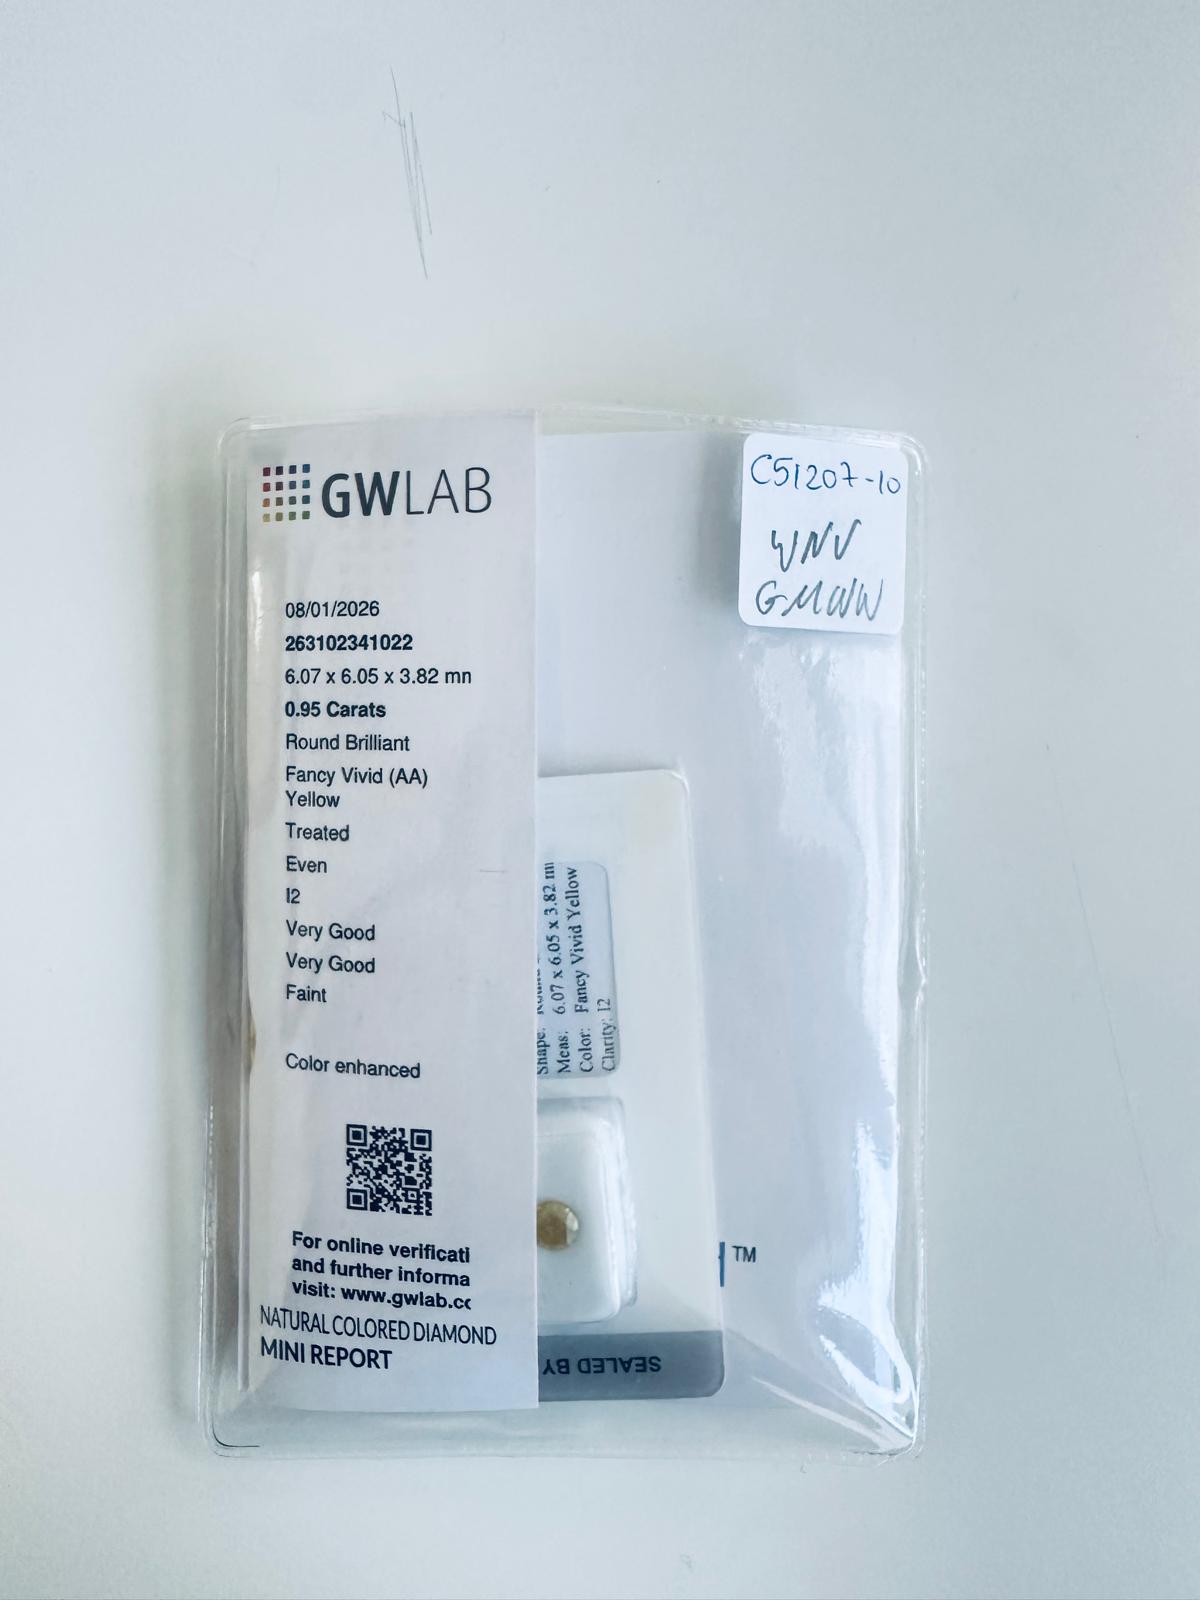 GWLAB
08/01/2026
263102341022
6.07 x 6.05 x 3.82 mn
0.95 Carats
Round Brilliant
Fancy Vivid (AA)
Yellow
Treated
Even
I2
Very Good
Very Good
Faint
Color enhanced
For online verificati
and further informa
visit: www.gwlab.cc
NATURAL COLORED DIAMOND
MINI REPORT
C51207-10
Shape:
Meas: 6.07 x 6.05 x 3.82 m
Color: Fancy Vivid Yellow
Clarity: I2
TM
SEALED BY